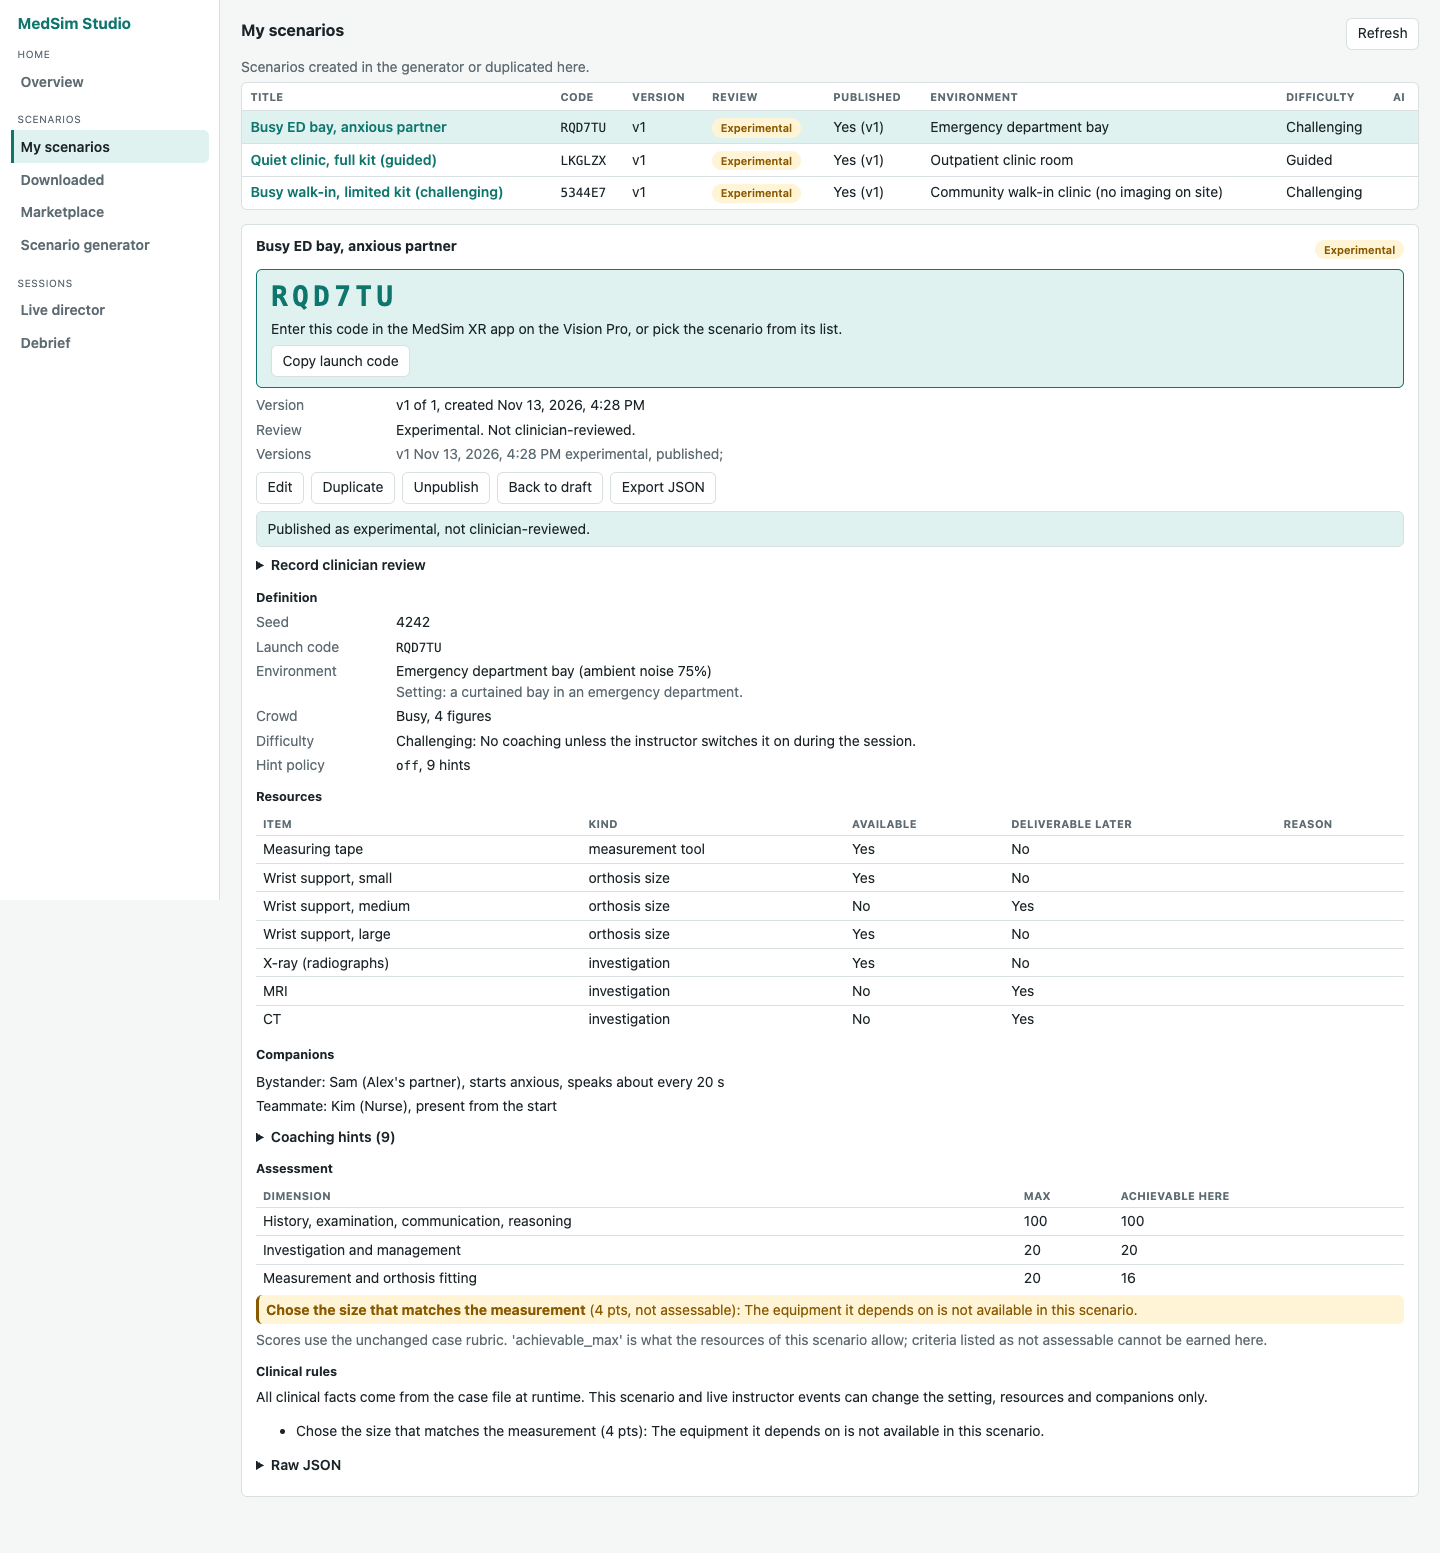 MedSim Studio
HOME
Overview
SCENARIOS
My scenarios
Downloaded
Marketplace
Scenario generator
SESSIONS
Live director
Debrief
My scenarios
Refresh
Scenarios created in the generator or duplicated here.
TITLE CODE VERSION REVIEW PUBLISHED ENVIRONMENT DIFFICULTY AI
Busy ED bay, anxious partner RQD7TU v1 Experimental Yes (v1) Emergency department bay Challenging
Quiet clinic, full kit (guided) LKGLZX v1 Experimental Yes (v1) Outpatient clinic room Guided
Busy walk-in, limited kit (challenging) 5344E7 v1 Experimental Yes (v1) Community walk-in clinic (no imaging on site) Challenging
Busy ED bay, anxious partner Experimental
RQD7TU
Enter this code in the MedSim XR app on the Vision Pro, or pick the scenario from its list.
Copy launch code
Version v1 of 1, created Nov 13, 2026, 4:28 PM
Review Experimental. Not clinician-reviewed.
Versions v1 Nov 13, 2026, 4:28 PM experimental, published;
Edit Duplicate Unpublish Back to draft Export JSON
Published as experimental, not clinician-reviewed.
Record clinician review
Definition
Seed 4242
Launch code RQD7TU
Environment Emergency department bay (ambient noise 75%)
Setting: a curtained bay in an emergency department.
Crowd Busy, 4 figures
Difficulty Challenging: No coaching unless the instructor switches it on during the session.
Hint policy off, 9 hints
Resources
ITEM KIND AVAILABLE DELIVERABLE LATER REASON
Measuring tape measurement tool Yes No
Wrist support, small orthosis size Yes No
Wrist support, medium orthosis size No Yes
Wrist support, large orthosis size Yes No
X-ray (radiographs) investigation Yes No
MRI investigation No Yes
CT investigation No Yes
Companions
Bystander: Sam (Alex's partner), starts anxious, speaks about every 20 s
Teammate: Kim (Nurse), present from the start
Coaching hints (9)
Assessment
DIMENSION MAX ACHIEVABLE HERE
History, examination, communication, reasoning 100 100
Investigation and management 20 20
Measurement and orthosis fitting 20 16
Chose the size that matches the measurement (4 pts, not assessable): The equipment it depends on is not available in this scenario.
Scores use the unchanged case rubric. 'achievable_max' is what the resources of this scenario allow; criteria listed as not assessable cannot be earned here.
Clinical rules
All clinical facts come from the case file at runtime. This scenario and live instructor events can change the setting, resources and companions only.
• Chose the size that matches the measurement (4 pts): The equipment it depends on is not available in this scenario.
Raw JSON